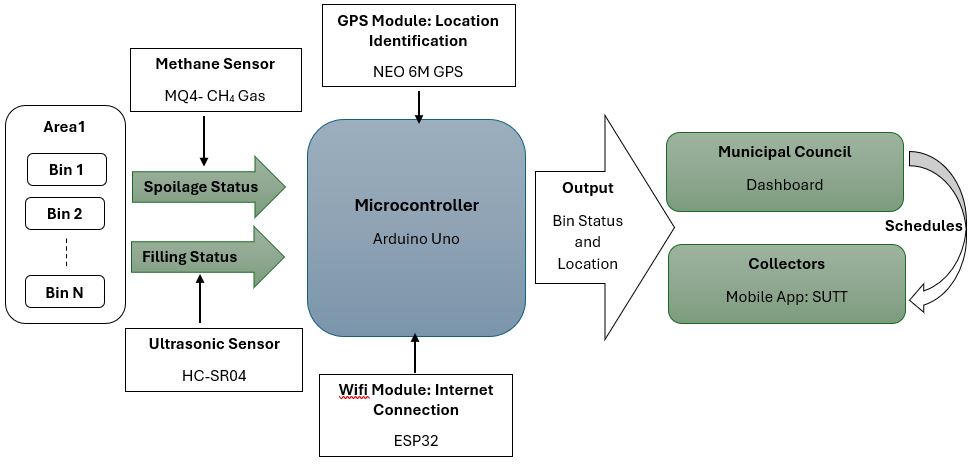 GPS Module: Location
Identification
NEO 6M GPS
Methane Sensor
MQ4- CH₄ Gas
Area1
Bin 1
Bin 2
Bin N
Spoilage Status
Filling Status
Ultrasonic Sensor
HC-SR04
Microcontroller
Arduino Uno
Wifi Module: Internet
Connection
ESP32
Output
Bin Status
and
Location
Municipal Council
Dashboard
Schedules
Collectors
Mobile App: SUTT